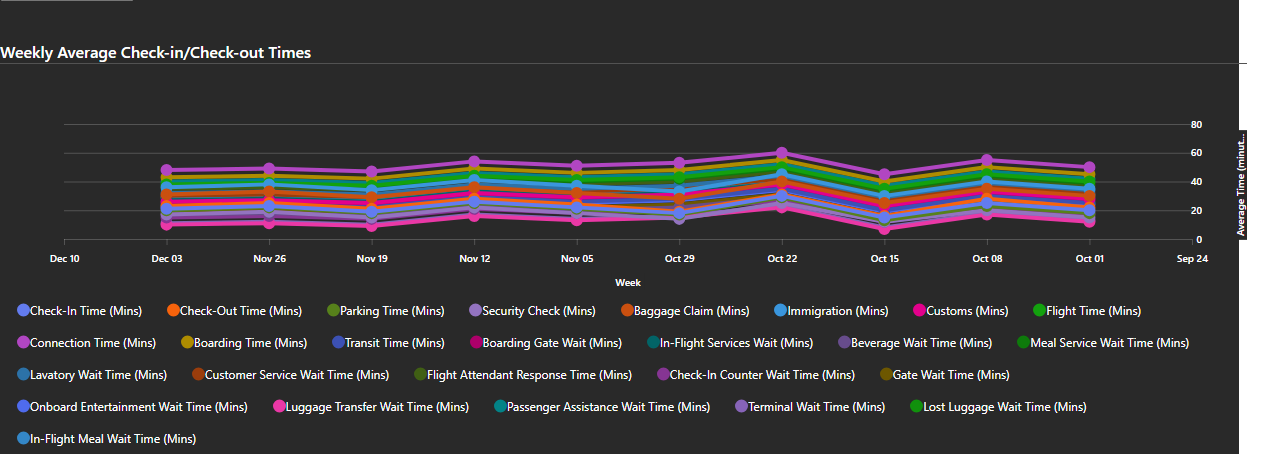 Weekly Average Check-in/Check-out Times
80
60
40
20
0
Average Time (minut...
Dec 10 Dec 03 Nov 26 Nov 19 Nov 12 Nov 05 Oct 29 Oct 22 Oct 15 Oct 08 Oct 01 Sep 24
Week
Check-In Time (Mins) Check-Out Time (Mins) Parking Time (Mins) Security Check (Mins) Baggage Claim (Mins) Immigration (Mins) Customs (Mins) Flight Time (Mins)
Connection Time (Mins) Boarding Time (Mins) Transit Time (Mins) Boarding Gate Wait (Mins) In-Flight Services Wait (Mins) Beverage Wait Time (Mins) Meal Service Wait Time (Mins)
Lavatory Wait Time (Mins) Customer Service Wait Time (Mins) Flight Attendant Response Time (Mins) Check-In Counter Wait Time (Mins) Gate Wait Time (Mins)
Onboard Entertainment Wait Time (Mins) Luggage Transfer Wait Time (Mins) Passenger Assistance Wait Time (Mins) Terminal Wait Time (Mins) Lost Luggage Wait Time (Mins)
In-Flight Meal Wait Time (Mins)